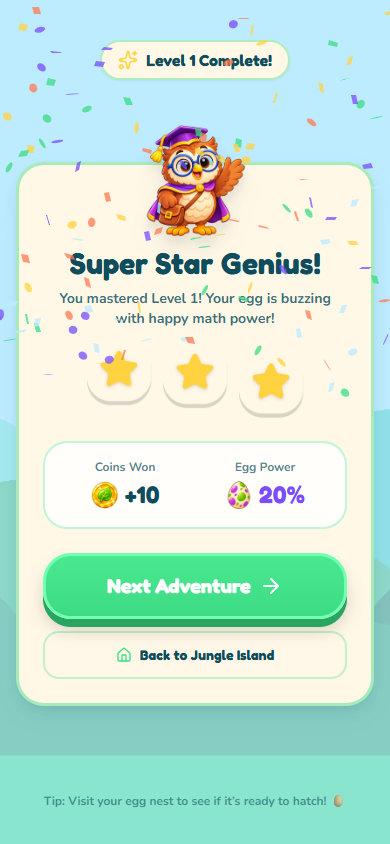 Level 1 Complete!
Super Star Genius!
You mastered Level 1! Your egg is buzzing
with happy math power!
Coins Won
Egg Power
+10
20%
Next Adventure
Back to Jungle Island
Tip: Visit your egg nest to see if it's ready to hatch! 🥚